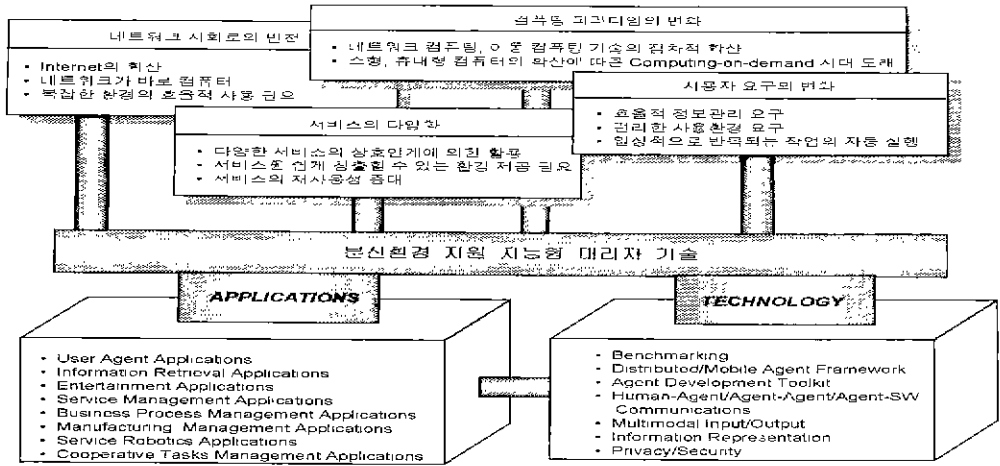 네트워크 사회로의 발전
• Internet의 확산
• 네트워크가 바로 컴퓨터
• 복잡한 환경의 효율적 사용 필요
컴퓨팅 패러다임의 변화
• 네트워크 컴퓨팅, 이동 컴퓨팅 기술의 점차적 확산
• 소형, 휴대형 컴퓨터의 확산에 따른 Computing-on-demand 시대 도래
서비스의 다양화
• 다양한 서비스의 상호연계에 의한 활용
• 서비스를 쉽게 창출할 수 있는 환경 제공 필요
• 서비스의 재사용성 증대
사용자 요구의 변화
• 효율적 정보관리 요구
• 편리한 사용환경 요구
• 일상적으로 반복되는 작업의 자동 실행
분산환경 지원 지능형 대리자 기술
APPLICATIONS
• User Agent Applications
• Information Retrieval Applications
• Entertainment Applications
• Service Management Applications
• Business Process Management Applications
• Manufacturing Management Applications
• Service Robotics Applications
• Cooperative Tasks Management Applications
TECHNOLOGY
- Benchmarking
- Distributed/Mobile Agent Framework
- Agent Development Toolkit
- Human-Agent/Agent-Agent/Agent-SW
Communications
- Multimodal Input/Output
- Information Representation
- Privacy/Security